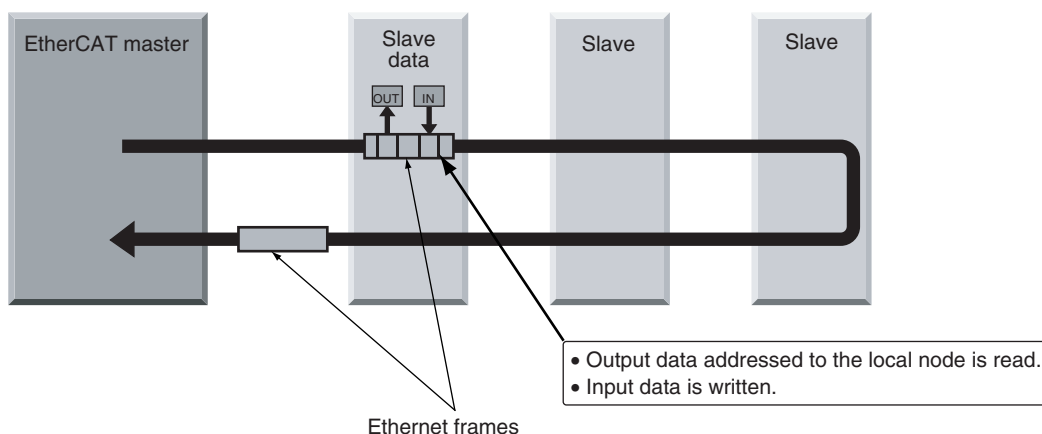 EtherCAT master
Slave
data
Slave
Slave
OUT
IN
• Output data addressed to the local node is read.
• Input data is written.
Ethernet frames